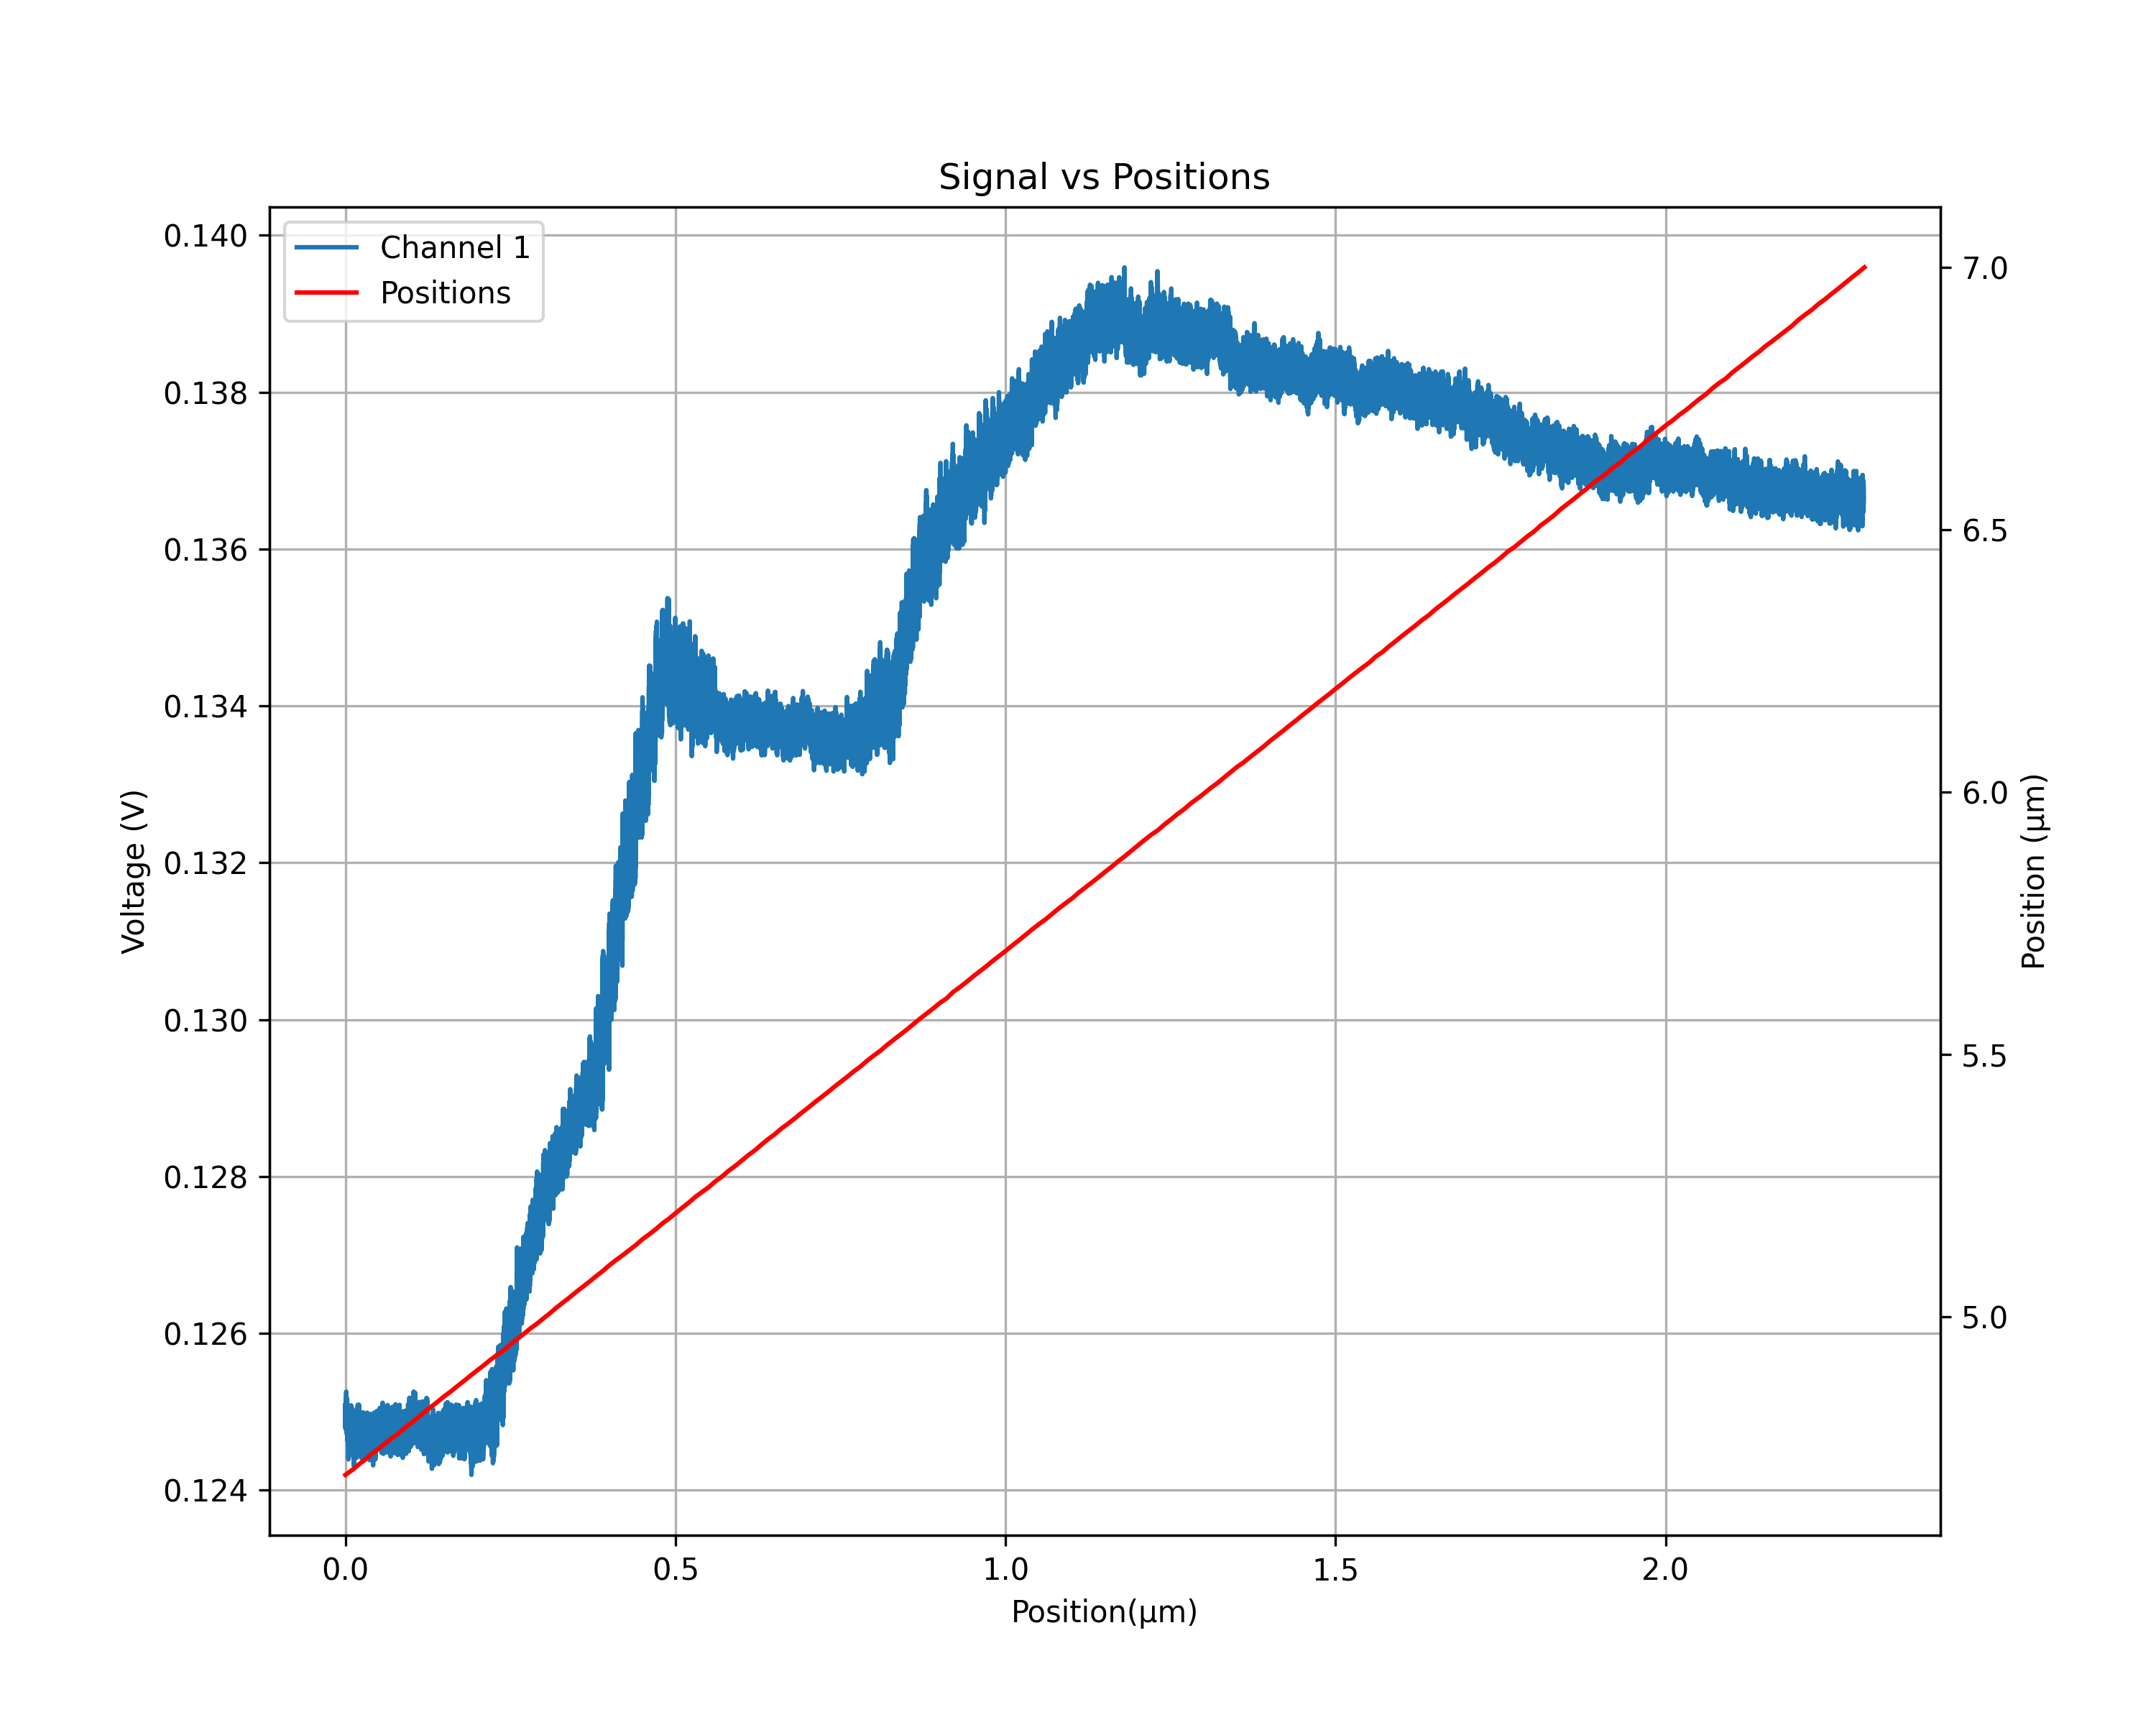 Signal vs Positions
Channel 1
Positions
0.140
0.138
0.136
0.134
0.132
0.130
0.128
0.126
0.124
Voltage (V)
7.0
6.5
6.0
5.5
5.0
Position (μm)
0.0 0.5 1.0 1.5 2.0
Position(μm)